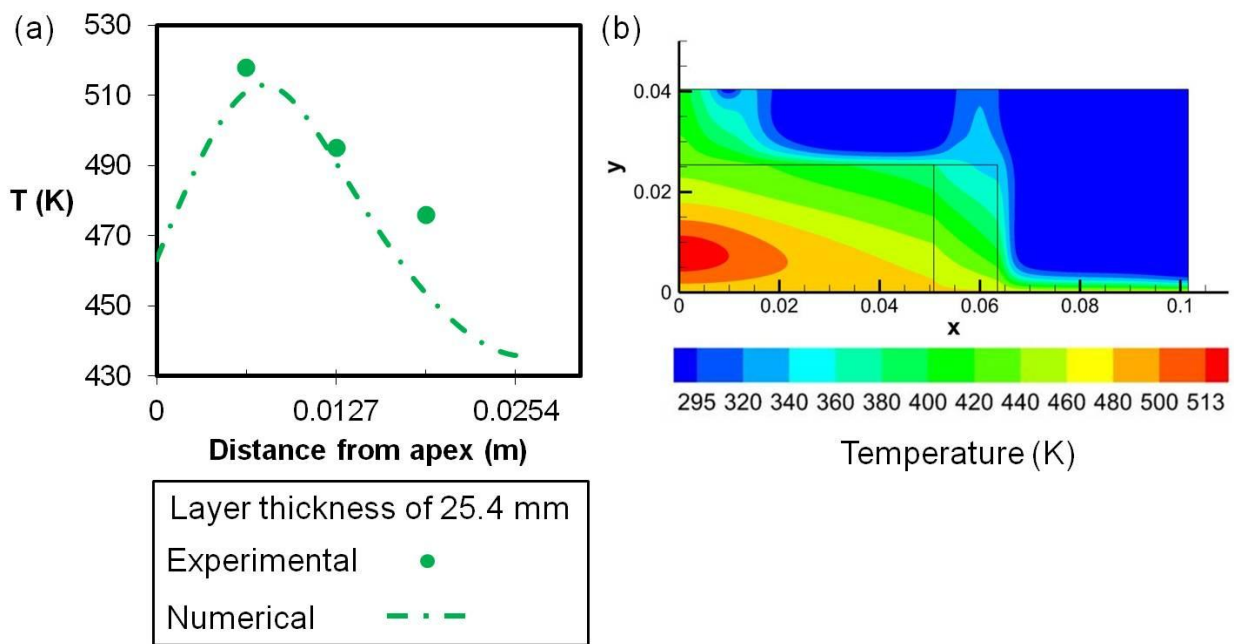 (a)
530
510
490
470
450
430
T (K)
0 0.0127 0.0254
Distance from apex (m)
Layer thickness of 25.4 mm
Experimental
Numerical
(b)
0.04
0.02
0
y
0 0.02 0.04 0.06 0.08 0.1
x
295 320 340 360 380 400 420 440 460 480 500 513
Temperature (K)